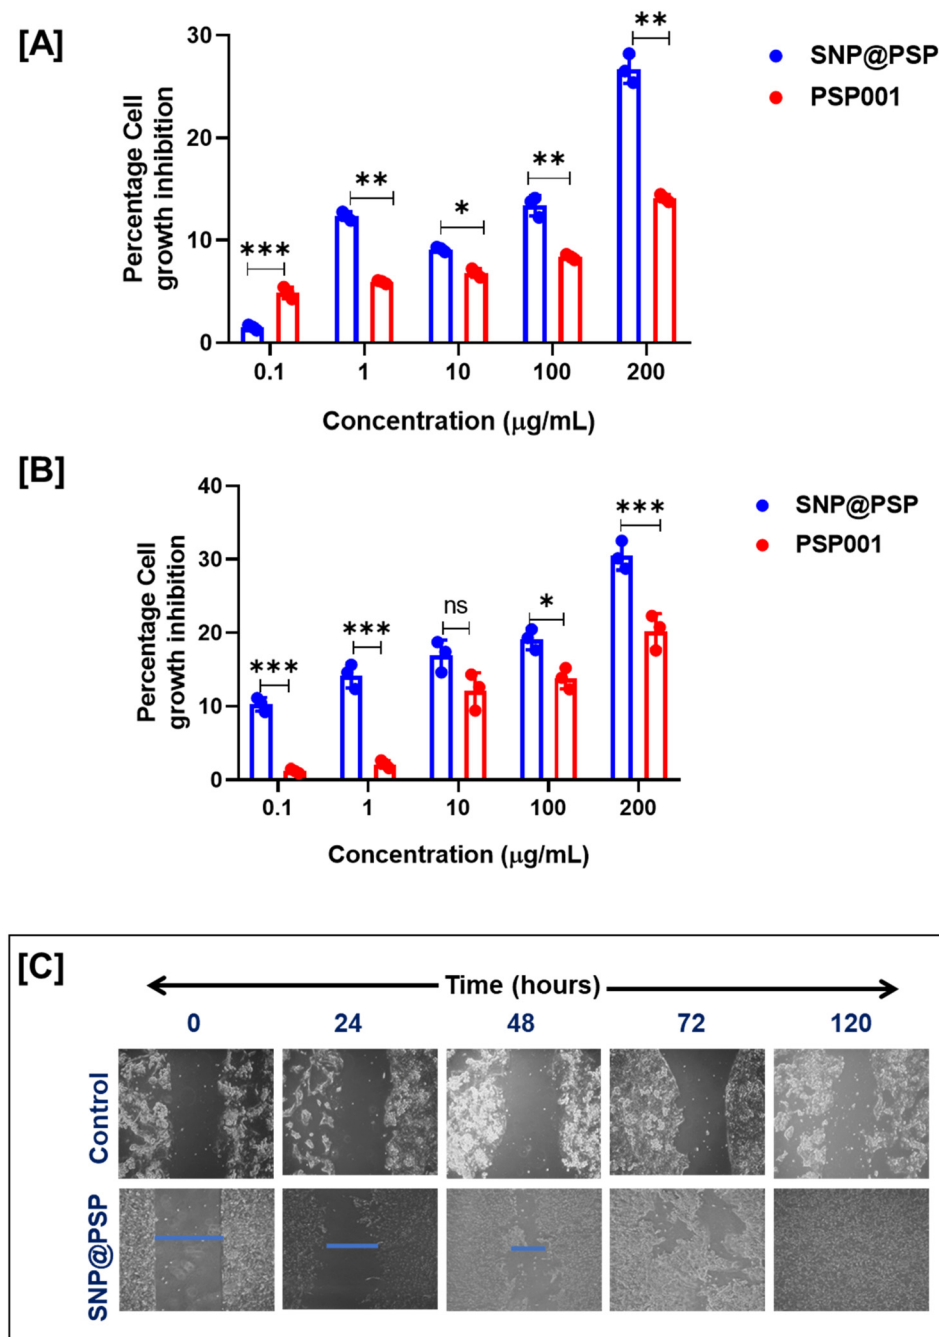 [A]
Percentage Cell
growth inhibition
30
20
10
0
***
**
*
**
**
SNP@PSP
PSP001
0.1 1 10 100 200
Concentration (μg/mL)
[B]
Percentage Cell
growth inhibition
40
30
20
10
0
***
***
ns
*
***
SNP@PSP
PSP001
0.1 1 10 100 200
Concentration (μg/mL)
[C]
Time (hours)
0 24 48 72 120
Control
SNP@PSP